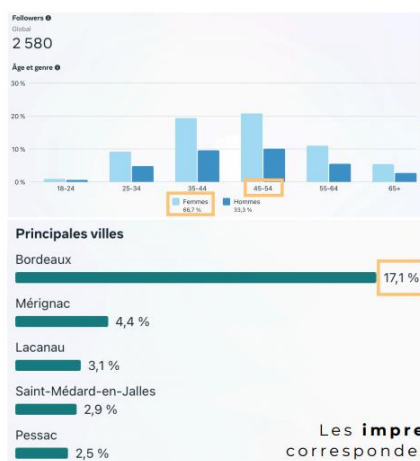 Followers
Global
2 580
Âge et genre
30 %
20 %
10 %
0 %
18-24 25-34 35-44 45-54 55-64 65+
Femmes Hommes
66,7 % 33,3 %
Principales villes
Bordeaux
17,1 %
Mérignac
4,4 %
Lacanau
3,1 %
Saint-Médard-en-Jalles
2,9 %
Pessac
2,5 %
Les impre
corresponde